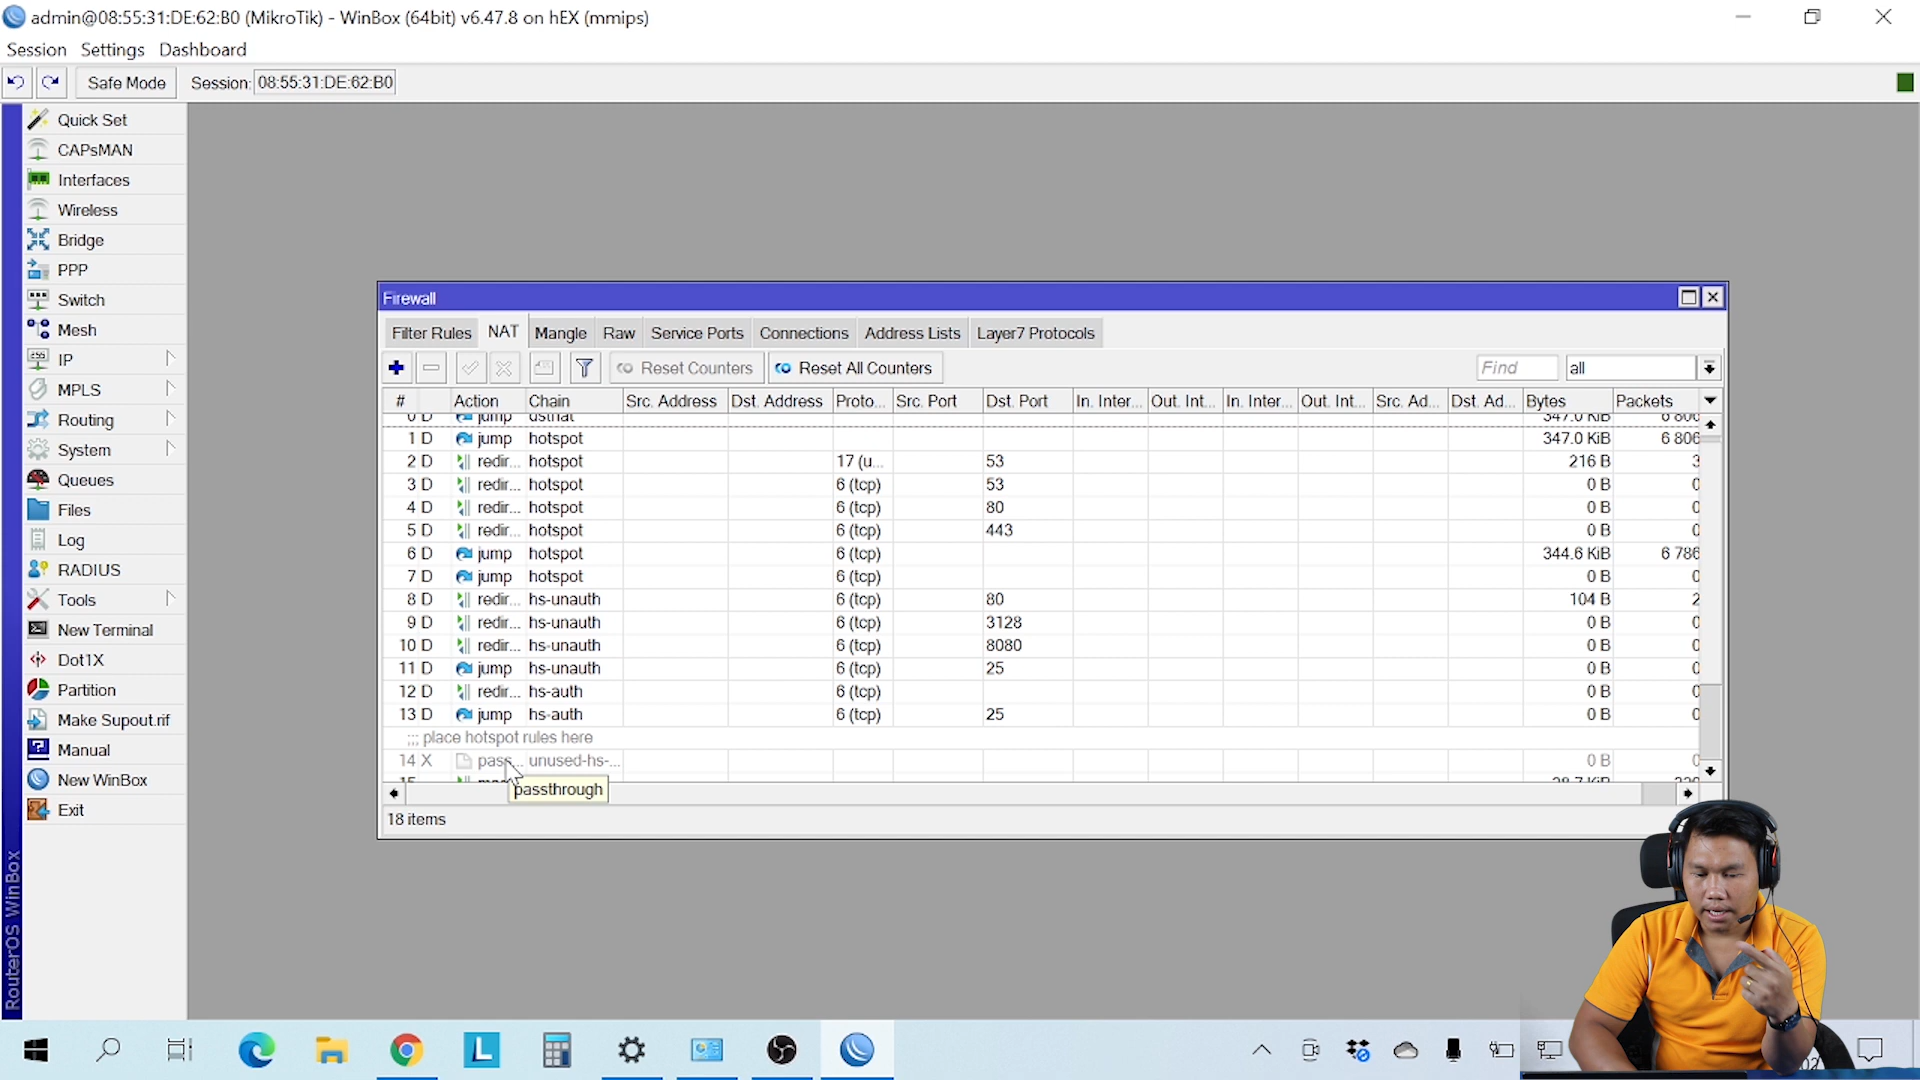 admin@08:55:31:DE:62:B0 (MikroTik) - WinBox (64bit) v6.47.8 on hEX (mmips)
Session Settings Dashboard
Safe Mode Session: 08:55:31:DE:62:B0
Quick Set
CAPsMAN
Interfaces
Wireless
Bridge
PPP
Switch
Mesh
IP
MPLS
Routing
System
Queues
Files
Log
RADIUS
Tools
New Terminal
Dot1X
Partition
Make Supout.rif
Manual
New WinBox
Exit
RouterOS WinBox
Firewall
Filter Rules NAT Mangle Raw Service Ports Connections Address Lists Layer7 Protocols
Reset Counters Reset All Counters Find all
# Action Chain Src. Address Dst. Address Proto... Src. Port Dst. Port In. Inter... Out. Int... In. Inter... Out. Int... Src. Ad... Dst. Ad... Bytes Packets
0 D jump dstnat 347.0 KiB 6 806
1 D jump hotspot 347.0 KiB 6 806
2 D redir... hotspot 17 (u... 53 216 B 3
3 D redir... hotspot 6 (tcp) 53 0 B 0
4 D redir... hotspot 6 (tcp) 80 0 B 0
5 D redir... hotspot 6 (tcp) 443 0 B 0
6 D jump hotspot 6 (tcp) 344.6 KiB 6 786
7 D jump hotspot 6 (tcp) 0 B 0
8 D redir... hs-unauth 6 (tcp) 80 104 B 2
9 D redir... hs-unauth 6 (tcp) 3128 0 B 0
10 D redir... hs-unauth 6 (tcp) 8080 0 B 0
11 D jump hs-unauth 6 (tcp) 25 0 B 0
12 D redir... hs-auth 6 (tcp) 0 B 0
13 D jump hs-auth 6 (tcp) 25 0 B 0
;;; place hotspot rules here
14 X pass... unused-hs-... 0 B 0
passthrough
18 items